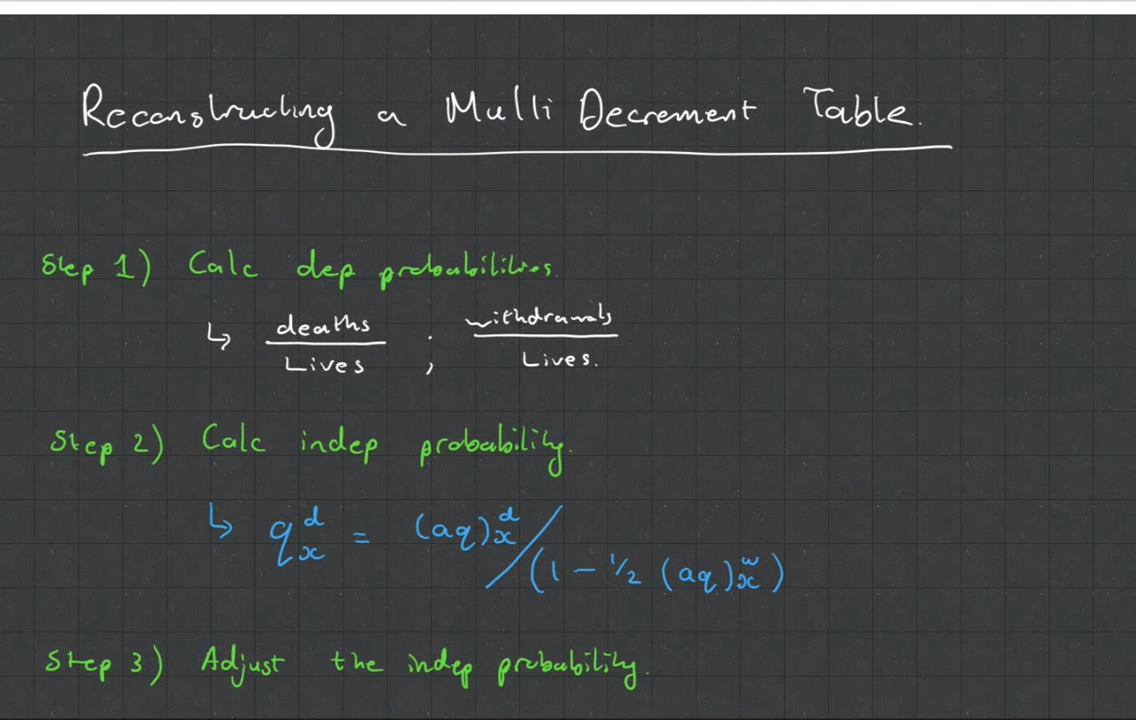 Reconstructing a Multi Decrement Table.
Step 1) Calc dep probabilities.
↳ deaths / Lives ; withdrawals / Lives.
Step 2) Calc indep probability.
↳ q_x^d = (aq)_x^d / (1 - 1/2 (aq)_x^w)
Step 3) Adjust the indep probability.